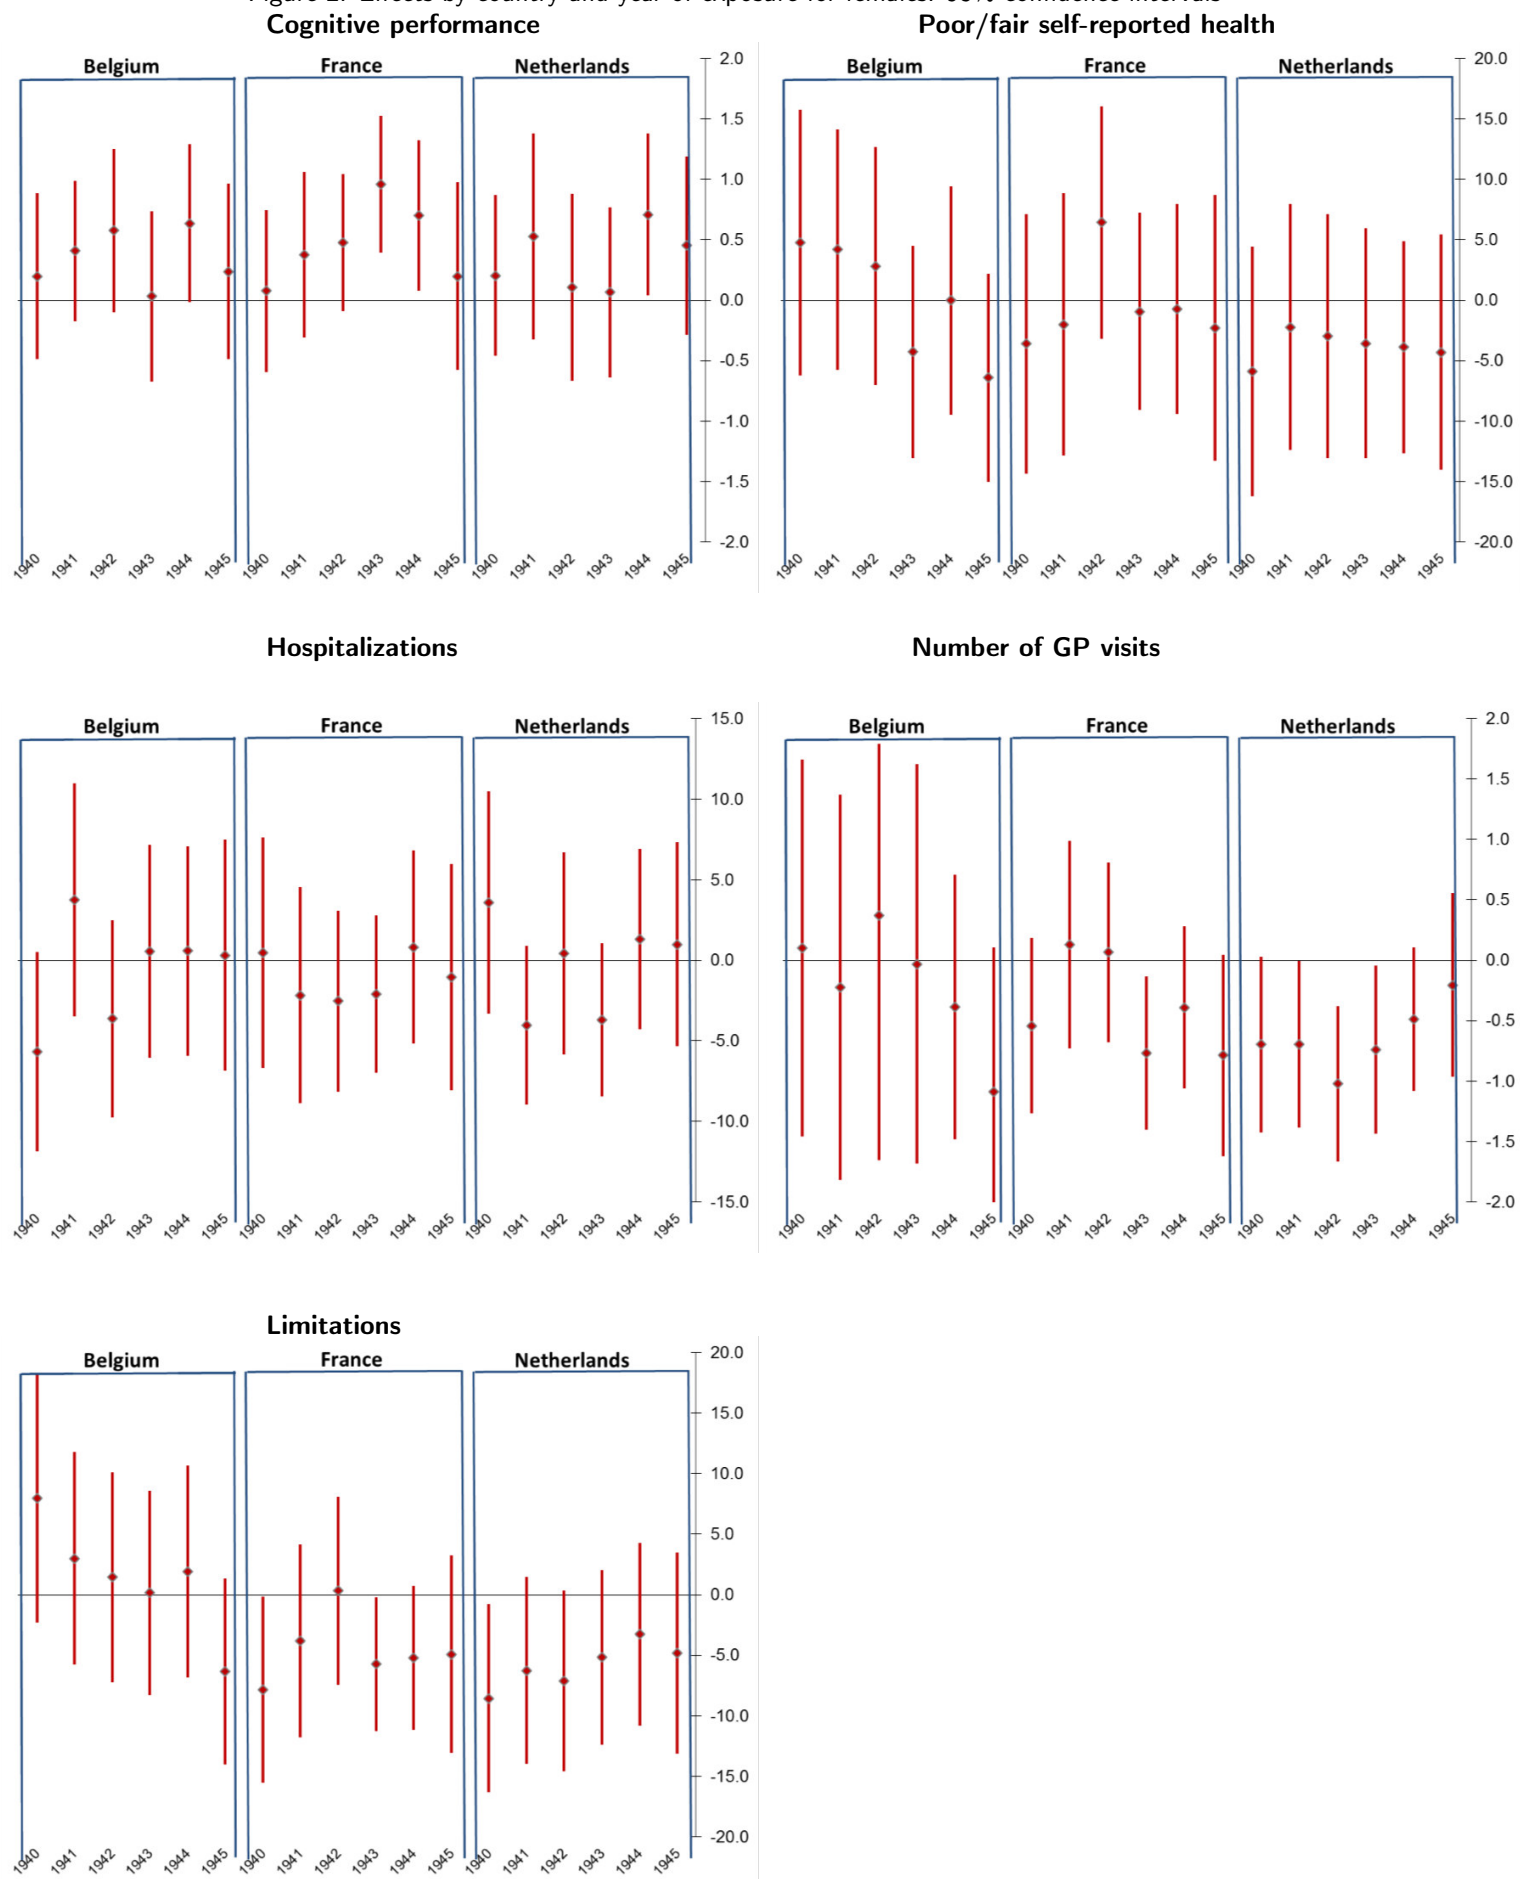 Cognitive performance
Poor/fair self-reported health
Belgium France Netherlands
2.0
1.5
1.0
0.5
0.0
-0.5
-1.0
-1.5
-2.0
1940 1941 1942 1943 1944 1945 1940 1941 1942 1943 1944 1945 1940 1941 1942 1943 1944 1945
Belgium France Netherlands
20.0
15.0
10.0
5.0
0.0
-5.0
-10.0
-15.0
-20.0
1940 1941 1942 1943 1944 1945 1940 1941 1942 1943 1944 1945 1940 1941 1942 1943 1944 1945
Hospitalizations
Number of GP visits
Belgium France Netherlands
15.0
10.0
5.0
0.0
-5.0
-10.0
-15.0
1940 1941 1942 1943 1944 1945 1940 1941 1942 1943 1944 1945 1940 1941 1942 1943 1944 1945
Belgium France Netherlands
2.0
1.5
1.0
0.5
0.0
-0.5
-1.0
-1.5
-2.0
1940 1941 1942 1943 1944 1945 1940 1941 1942 1943 1944 1945 1940 1941 1942 1943 1944 1945
Limitations
Belgium France Netherlands
20.0
15.0
10.0
5.0
0.0
-5.0
-10.0
-15.0
-20.0
1940 1941 1942 1943 1944 1945 1940 1941 1942 1943 1944 1945 1940 1941 1942 1943 1944 1945